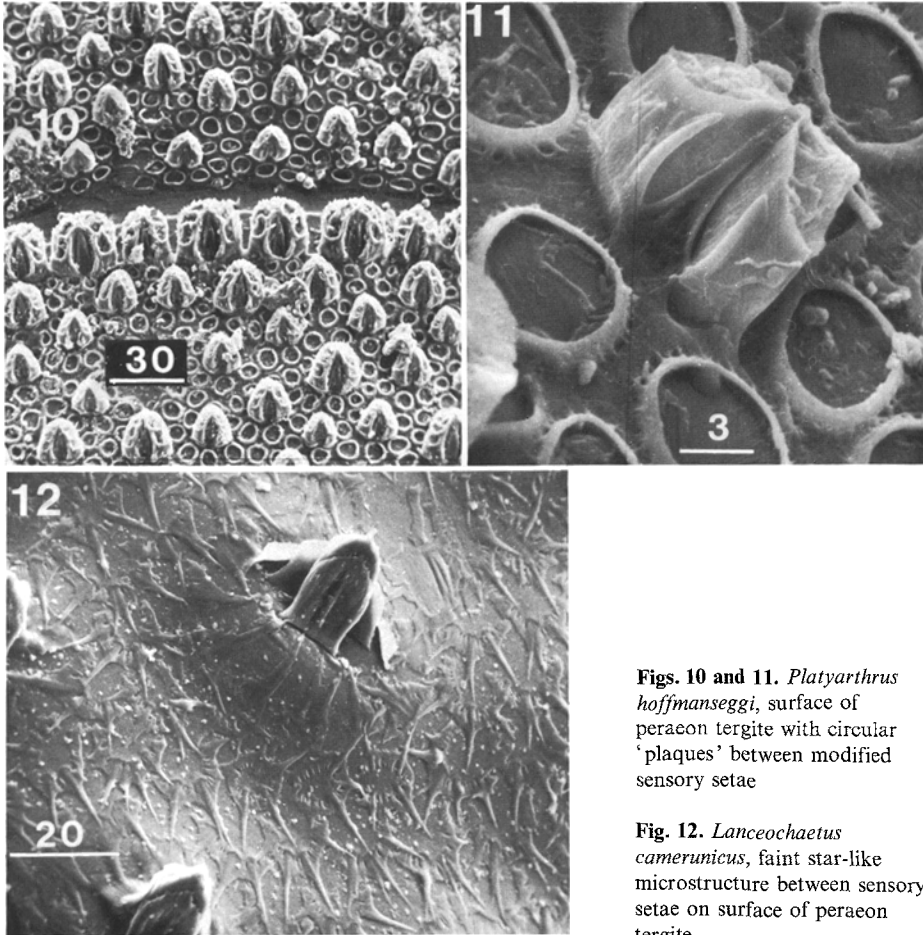 10
30
11
3
12
20
Figs. 10 and 11. Platyarthrus
hoffmanseggi, surface of
peraeon tergite with circular
‘plaques’ between modified
sensory setae
Fig. 12. Lanceochaetus
camerunicus, faint star-like
microstructure between sensory
setae on surface of peraeon
tergite